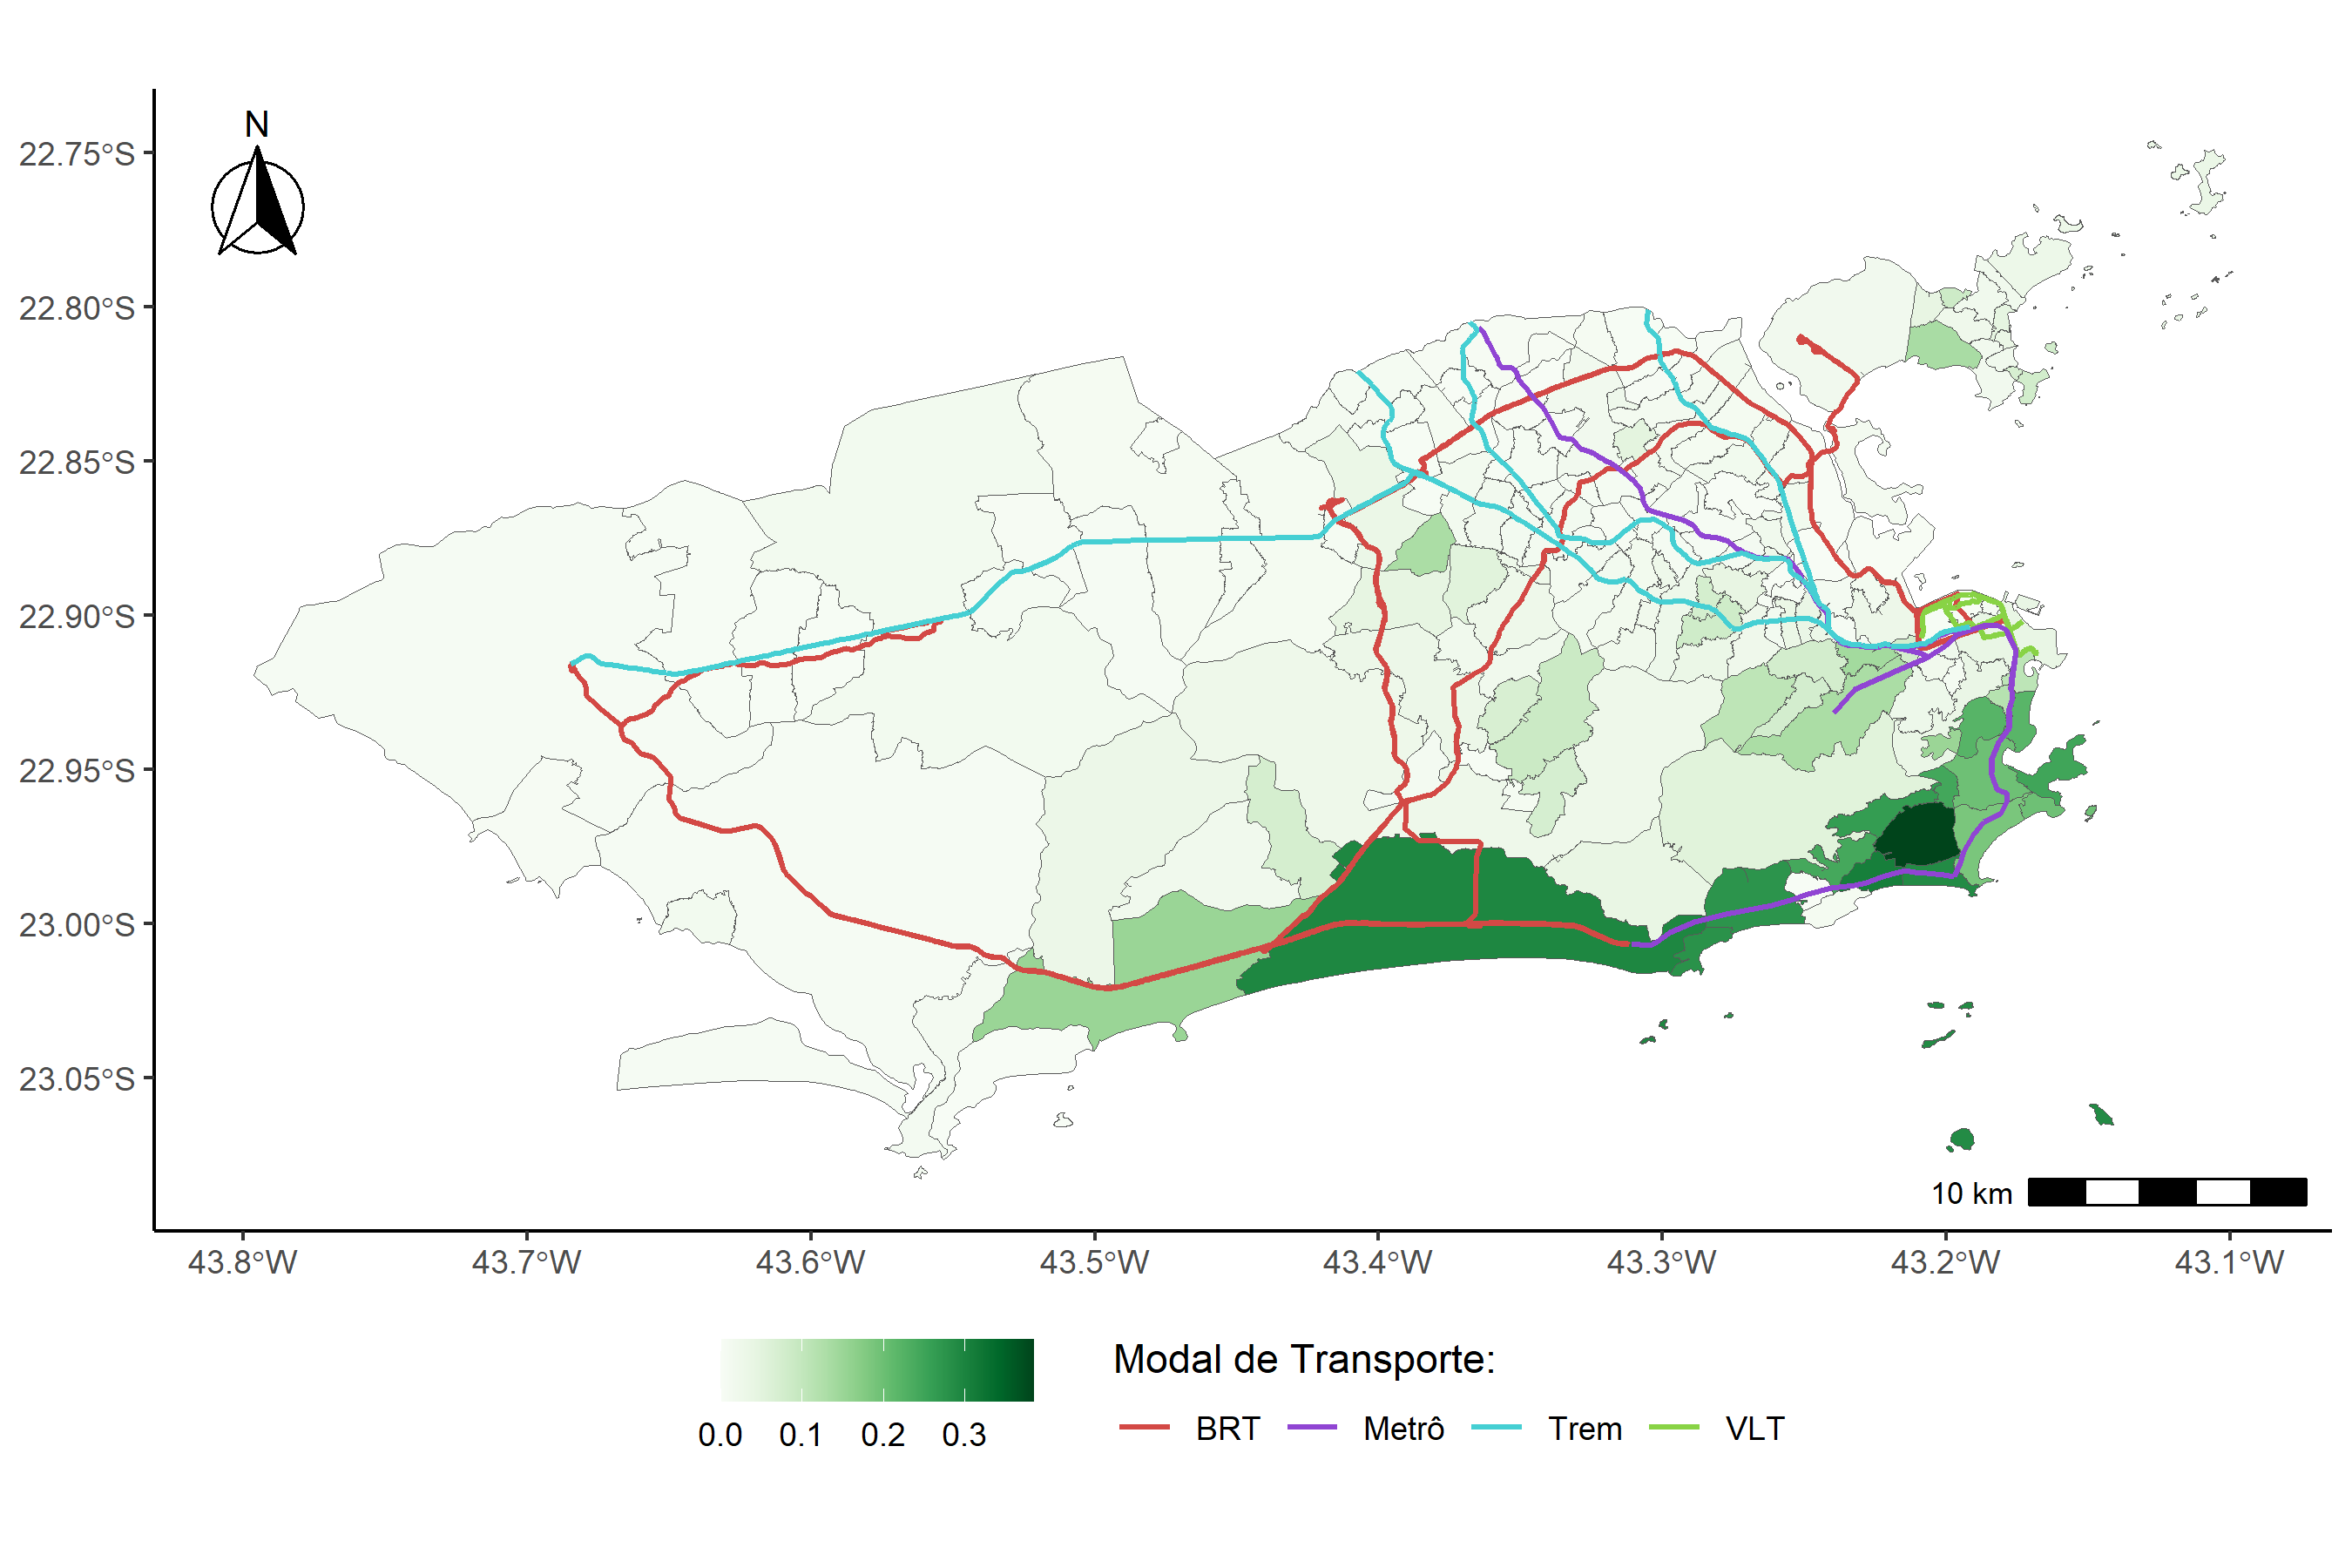 N
22.75°S
22.80°S
22.85°S
22.90°S
22.95°S
23.00°S
23.05°S
10 km
43.8°W 43.7°W 43.6°W 43.5°W 43.4°W 43.3°W 43.2°W 43.1°W
Modal de Transporte:
0.0 0.1 0.2 0.3
BRT Metrô Trem VLT